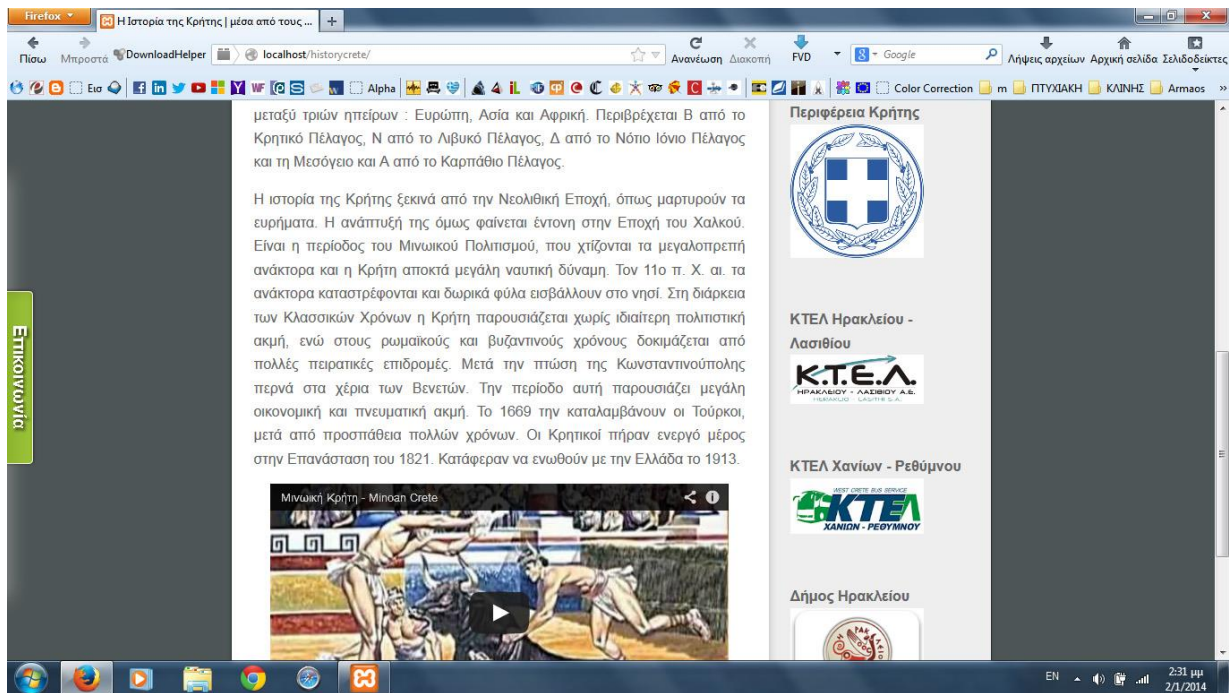 Firefox
Η Ιστορία της Κρήτης | μέσα από τους ...
Πίσω
Μπροστά
DownloadHelper
localhost/historycrete/
Ανανέωση
Διακοπή
FVD
Google
Λήψεις αρχείων
Αρχική σελίδα
Σελιδοδείκτες
Εισ
Alpha
Color Correction
m
ΠΤΥΧΙΑΚΗ
ΚΛΙΝΗΣ
Armaos
μεταξύ τριών ηπείρων : Ευρώπη, Ασία και Αφρική. Περιβρέχεται Β από το
Κρητικό Πέλαγος, Ν από το Λιβυκό Πέλαγος, Δ από το Νότιο Ιόνιο Πέλαγος
και τη Μεσόγειο και Α από το Καρπάθιο Πέλαγος.
Η ιστορία της Κρήτης ξεκινά από την Νεολιθική Εποχή, όπως μαρτυρούν τα
ευρήματα. Η ανάπτυξή της όμως φαίνεται έντονη στην Εποχή του Χαλκού.
Είναι η περίοδος του Μινωικού Πολιτισμού, που χτίζονται τα μεγαλοπρεπή
ανάκτορα και η Κρήτη αποκτά μεγάλη ναυτική δύναμη. Τον 11ο π. Χ. αι. τα
ανάκτορα καταστρέφονται και δωρικά φύλα εισβάλλουν στο νησί. Στη διάρκεια
των Κλασσικών Χρόνων η Κρήτη παρουσιάζεται χωρίς ιδιαίτερη πολιτιστική
ακμή, ενώ στους ρωμαϊκούς και βυζαντινούς χρόνους δοκιμάζεται από
πολλές πειρατικές επιδρομές. Μετά την πτώση της Κωνσταντινούπολης
περνά στα χέρια των Βενετών. Την περίοδο αυτή παρουσιάζει μεγάλη
οικονομική και πνευματική ακμή. Το 1669 την καταλαμβάνουν οι Τούρκοι,
μετά από προσπάθεια πολλών χρόνων. Οι Κρητικοί πήραν ενεργό μέρος
στην Επανάσταση του 1821. Κατάφεραν να ενωθούν με την Ελλάδα το 1913.
Μινωική Κρήτη - Minoan Crete
Επικοινωνία
Περιφέρεια Κρήτης
ΚΤΕΛ Ηρακλείου -
Λασιθίου
Κ.Τ.Ε.Λ.
ΗΡΑΚΛΕΙΟΥ - ΛΑΣΙΘΙΟΥ Α.Ε.
ΚΤΕΛ Χανίων - Ρεθύμνου
WEST CRETE BUS SERVICE
ΚΤΕΛ
ΧΑΝΙΩΝ - ΡΕΘΥΜΝΟΥ
Δήμος Ηρακλείου
EN
2:31 μμ
2/1/2014